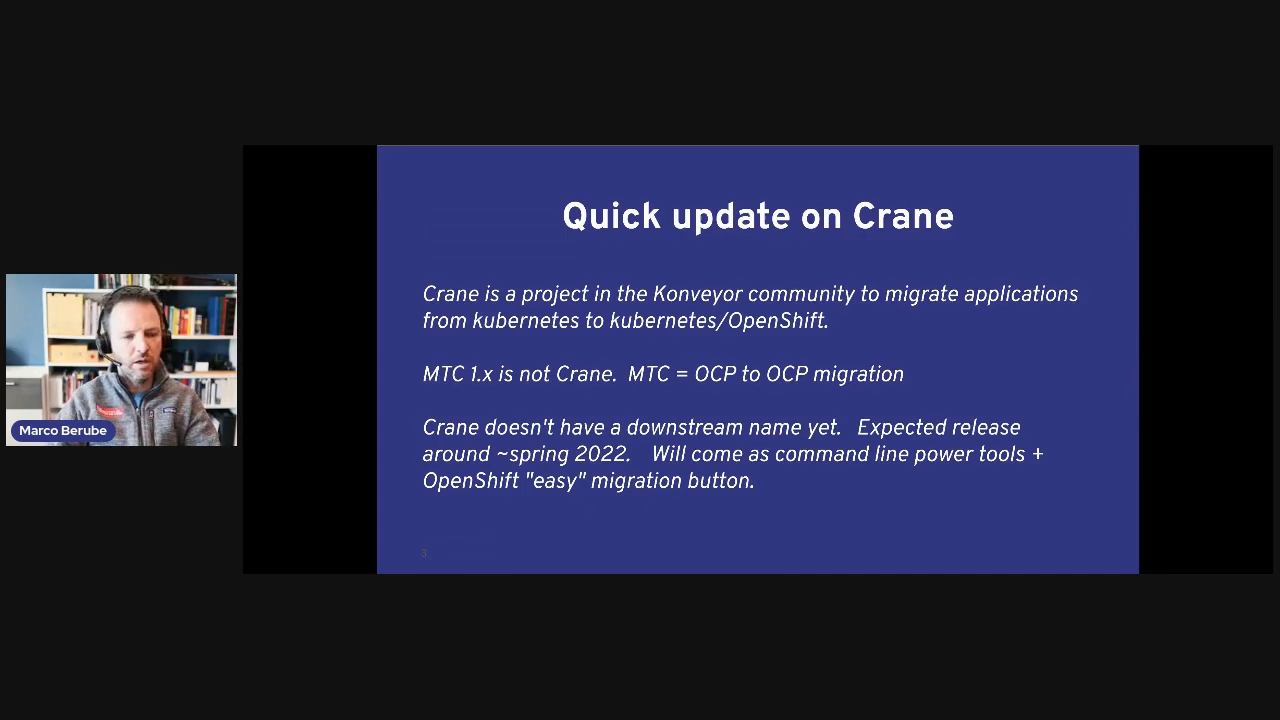 Quick update on Crane
Crane is a project in the Konveyor community to migrate applications
from kubernetes to kubernetes/OpenShift.
MTC 1.x is not Crane.  MTC = OCP to OCP migration
Crane doesn't have a downstream name yet.   Expected release
around ~spring 2022.    Will come as command line power tools +
OpenShift "easy" migration button.
3
Marco Berube